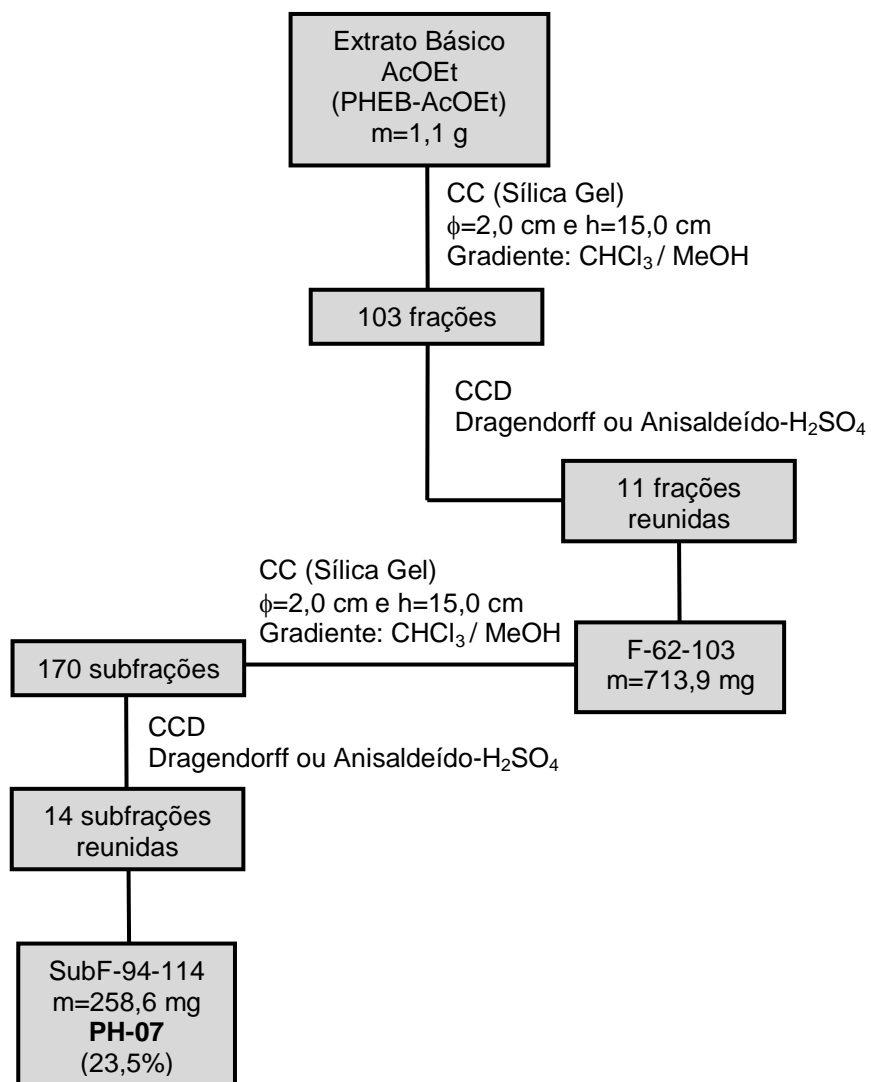 Extrato Básico
AcOEt
(PHEB-AcOEt)
m=1,1 g
CC (Sílica Gel)
ϕ=2,0 cm e h=15,0 cm
Gradiente: CHCl₃ / MeOH
103 frações
CCD
Dragendorff ou Anisaldeído-H₂SO₄
11 frações
reunidas
CC (Sílica Gel)
ϕ=2,0 cm e h=15,0 cm
Gradiente: CHCl₃ / MeOH
F-62-103
m=713,9 mg
170 subfrações
CCD
Dragendorff ou Anisaldeído-H₂SO₄
14 subfrações
reunidas
SubF-94-114
m=258,6 mg
PH-07
(23,5%)